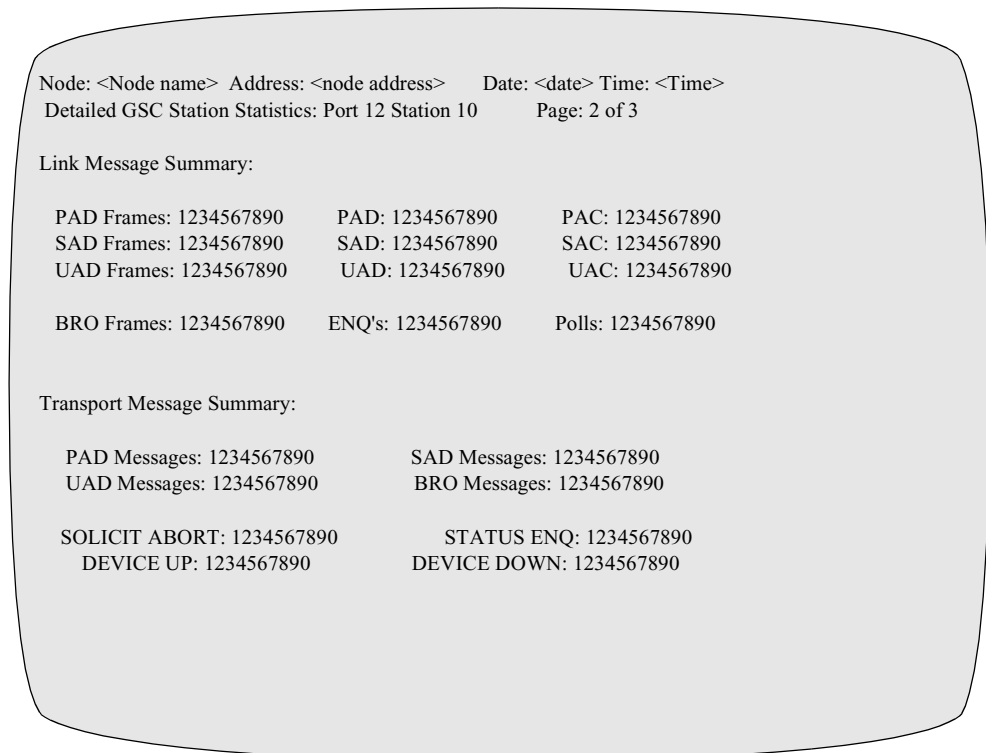 Node: <Node name> Address: <node address> Date: <date> Time: <Time>
Detailed GSC Station Statistics: Port 12 Station 10 Page: 2 of 3
Link Message Summary:
PAD Frames: 1234567890 PAD: 1234567890 PAC: 1234567890
SAD Frames: 1234567890 SAD: 1234567890 SAC: 1234567890
UAD Frames: 1234567890 UAD: 1234567890 UAC: 1234567890
BRO Frames: 1234567890 ENQ's: 1234567890 Polls: 1234567890
Transport Message Summary:
PAD Messages: 1234567890 SAD Messages: 1234567890
UAD Messages: 1234567890 BRO Messages: 1234567890
SOLICIT ABORT: 1234567890 STATUS ENQ: 1234567890
DEVICE UP: 1234567890 DEVICE DOWN: 1234567890